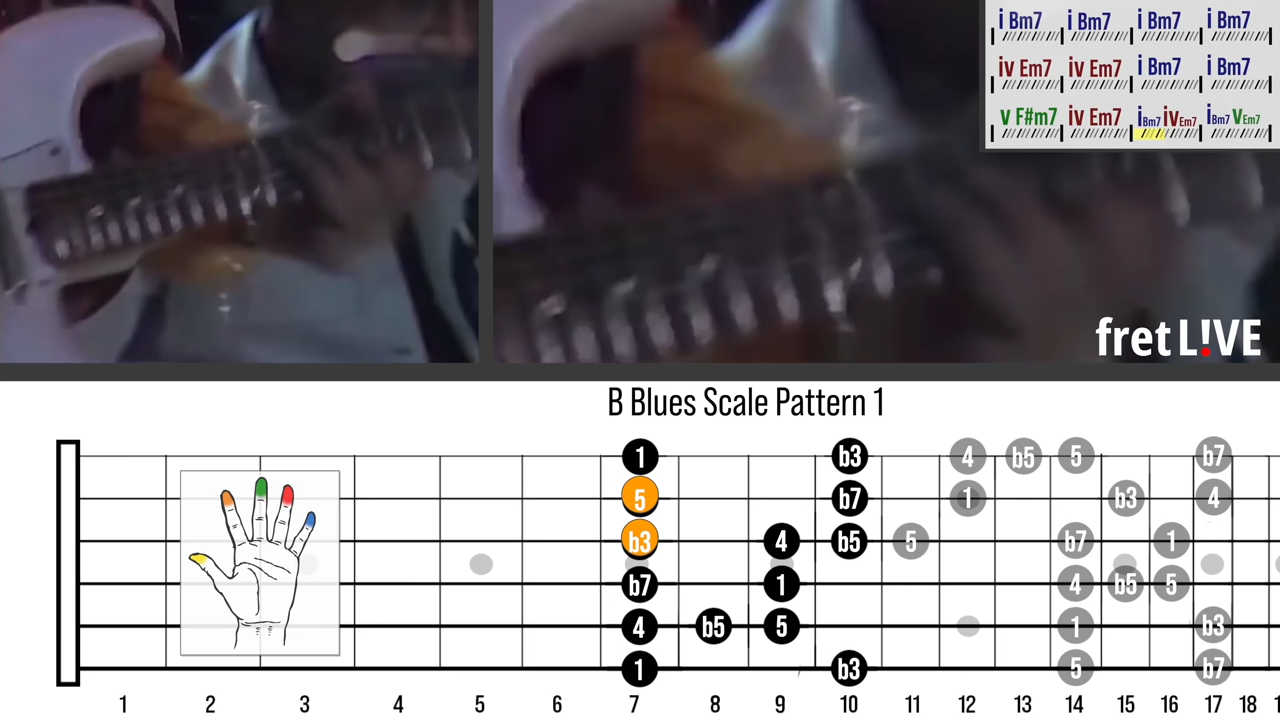 i Bm7 i Bm7 i Bm7 i Bm7
iv Em7 iv Em7 i Bm7 i Bm7
v F#m7 iv Em7 i Bm7 iv Em7 i Bm7 v Em7
fret L!VE
B Blues Scale Pattern 1
1 b3 4 b5 5 b7
5 b7 1 b3 4
b3 4 b5 5 b7 1
b7 1 4 b5 5
4 b5 5 1 b3
1 b3 5 b7
1 2 3 4 5 6 7 8 9 10 11 12 13 14 15 16 17 18